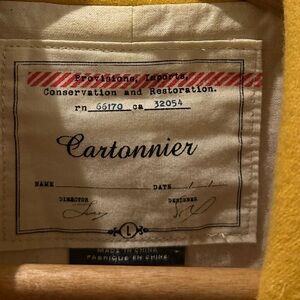 Provisions, Imports,
Conservation and Restoration.
rn 66170 ca 32054
Cartonnier
NAME DATE
DIRECTOR DESIGNER
L
MADE IN CHINA
FABRIQUÉ EN CHINE